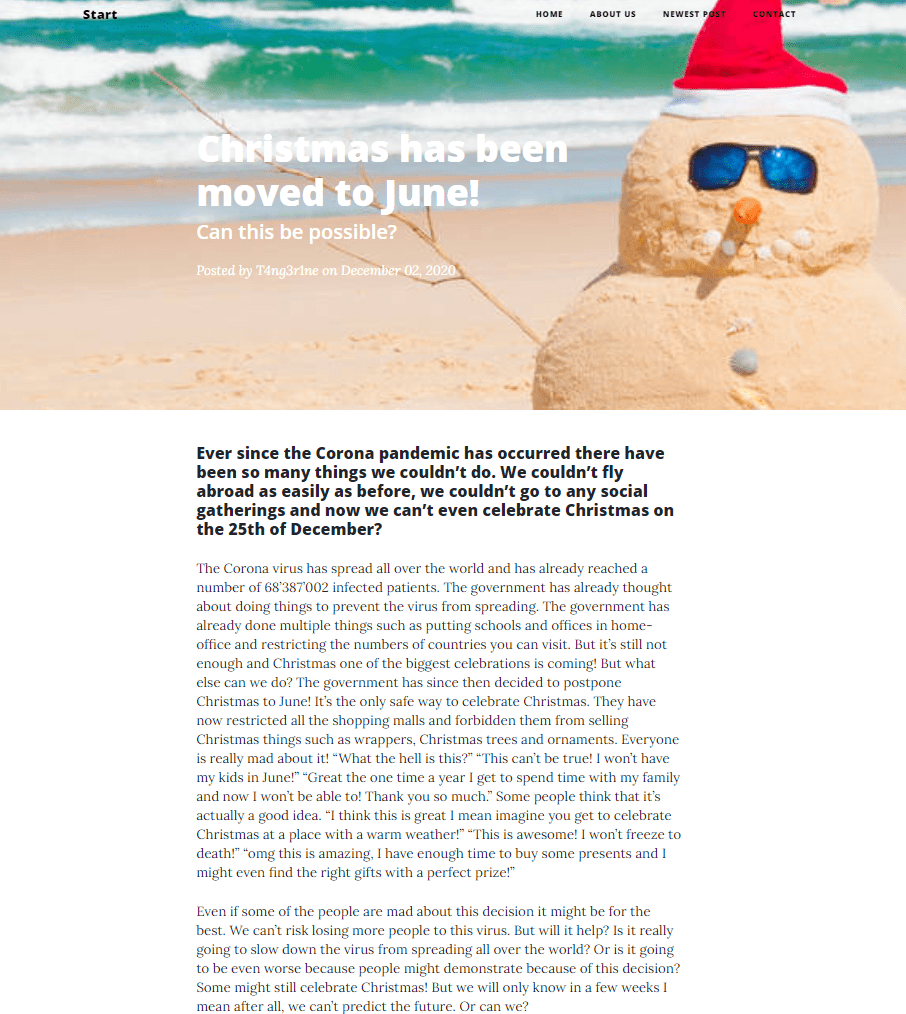 Start
HOME ABOUT US NEWEST POST CONTACT
Christmas has been
moved to June!
Can this be possible?
Posted by T4ng3r1ne on December 02, 2020
Ever since the Corona pandemic has occurred there have
been so many things we couldn’t do. We couldn’t fly
abroad as easily as before, we couldn’t go to any social
gatherings and now we can’t even celebrate Christmas on
the 25th of December?
The Corona virus has spread all over the world and has already reached a
number of 68’387’002 infected patients. The government has already thought
about doing things to prevent the virus from spreading. The government has
already done multiple things such as putting schools and offices in home-
office and restricting the numbers of countries you can visit. But it’s still not
enough and Christmas one of the biggest celebrations is coming! But what
else can we do? The government has since then decided to postpone
Christmas to June! It’s the only safe way to celebrate Christmas. They have
now restricted all the shopping malls and forbidden them from selling
Christmas things such as wrappers, Christmas trees and ornaments. Everyone
is really mad about it! “What the hell is this?” “This can’t be true! I won’t have
my kids in June!” “Great the one time a year I get to spend time with my family
and now I won’t be able to! Thank you so much.” Some people think that it’s
actually a good idea. “I think this is great I mean imagine you get to celebrate
Christmas at a place with a warm weather!” “This is awesome! I won’t freeze to
death!” “omg this is amazing, I have enough time to buy some presents and I
might even find the right gifts with a perfect prize!”
Even if some of the people are mad about this decision it might be for the
best. We can’t risk losing more people to this virus. But will it help? Is it really
going to slow down the virus from spreading all over the world? Or is it going
to be even worse because people might demonstrate because of this decision?
Some might still celebrate Christmas! But we will only know in a few weeks I
mean after all, we can’t predict the future. Or can we?